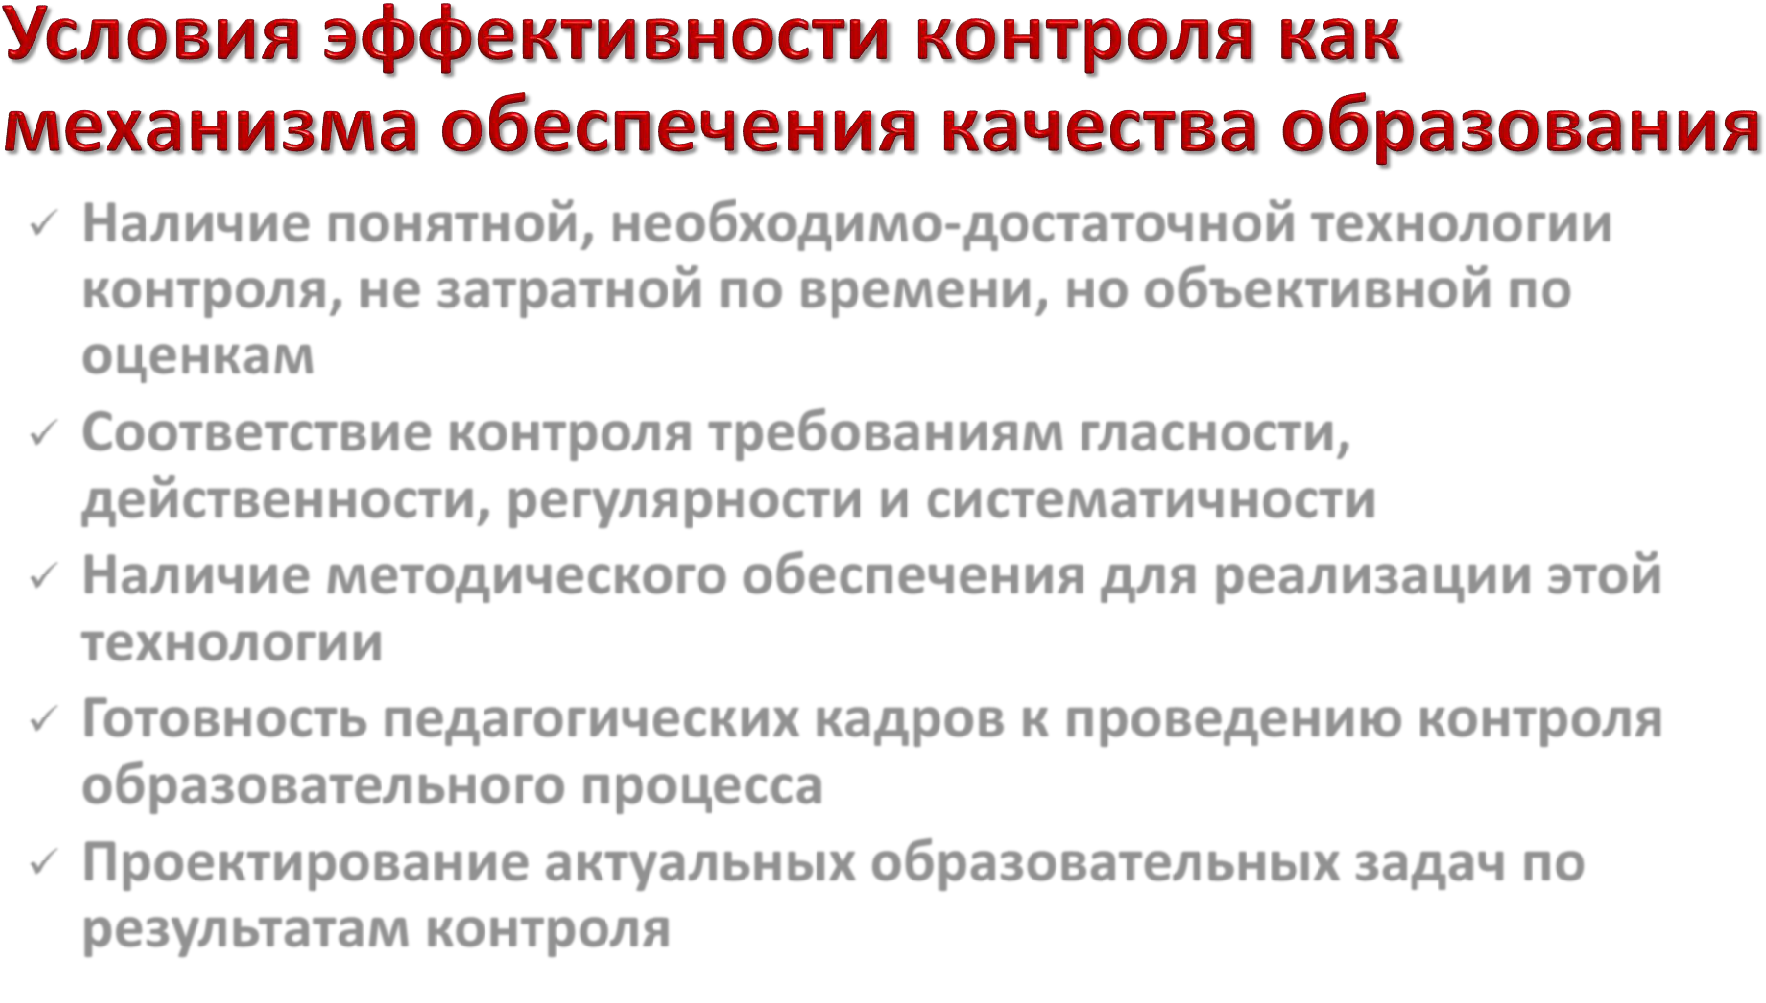 Условия эффективности контроля как
механизма обеспечения качества образования
✓ Наличие понятной, необходимо-достаточной технологии
контроля, не затратной по времени, но объективной по
оценкам
✓ Соответствие контроля требованиям гласности,
действенности, регулярности и систематичности
✓ Наличие методического обеспечения для реализации этой
технологии
✓ Готовность педагогических кадров к проведению контроля
образовательного процесса
✓ Проектирование актуальных образовательных задач по
результатам контроля